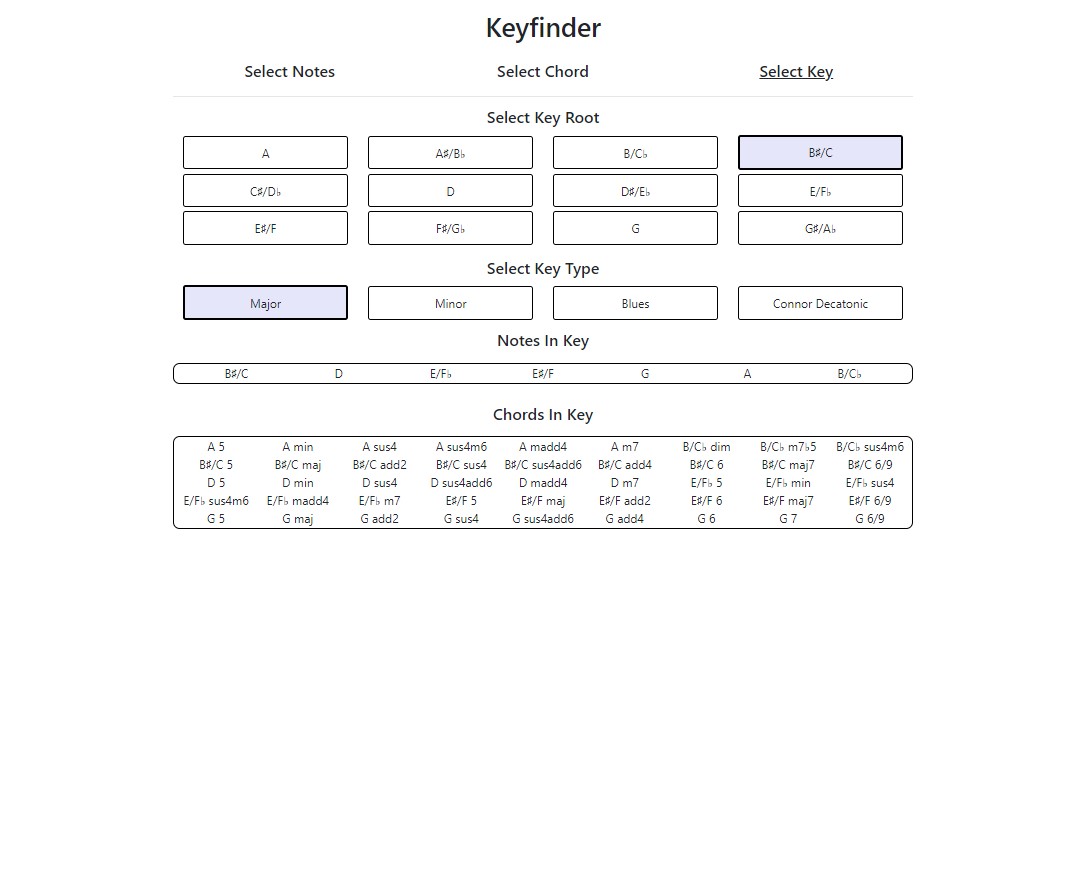 Keyfinder
Select Notes Select Chord Select Key
Select Key Root
A A♯/B♭ B/C♭ B♯/C
C♯/D♭ D D♯/E♭ E/F♭
E♯/F F♯/G♭ G G♯/A♭
Select Key Type
Major Minor Blues Connor Decatonic
Notes In Key
B♯/C D E/F♭ E♯/F G A B/C♭
Chords In Key
A 5 A min A sus4 A sus4m6 A madd4 A m7 B/C♭ dim B/C♭ m7♭5 B/C♭ sus4m6
B♯/C 5 B♯/C maj B♯/C add2 B♯/C sus4 B♯/C sus4add6 B♯/C add4 B♯/C 6 B♯/C maj7 B♯/C 6/9
D 5 D min D sus4 D sus4add6 D madd4 D m7 E/F♭ 5 E/F♭ min E/F♭ sus4
E/F♭ sus4m6 E/F♭ madd4 E/F♭ m7 E♯/F 5 E♯/F maj E♯/F add2 E♯/F 6 E♯/F maj7 E♯/F 6/9
G 5 G maj G add2 G sus4 G sus4add6 G add4 G 6 G 7 G 6/9